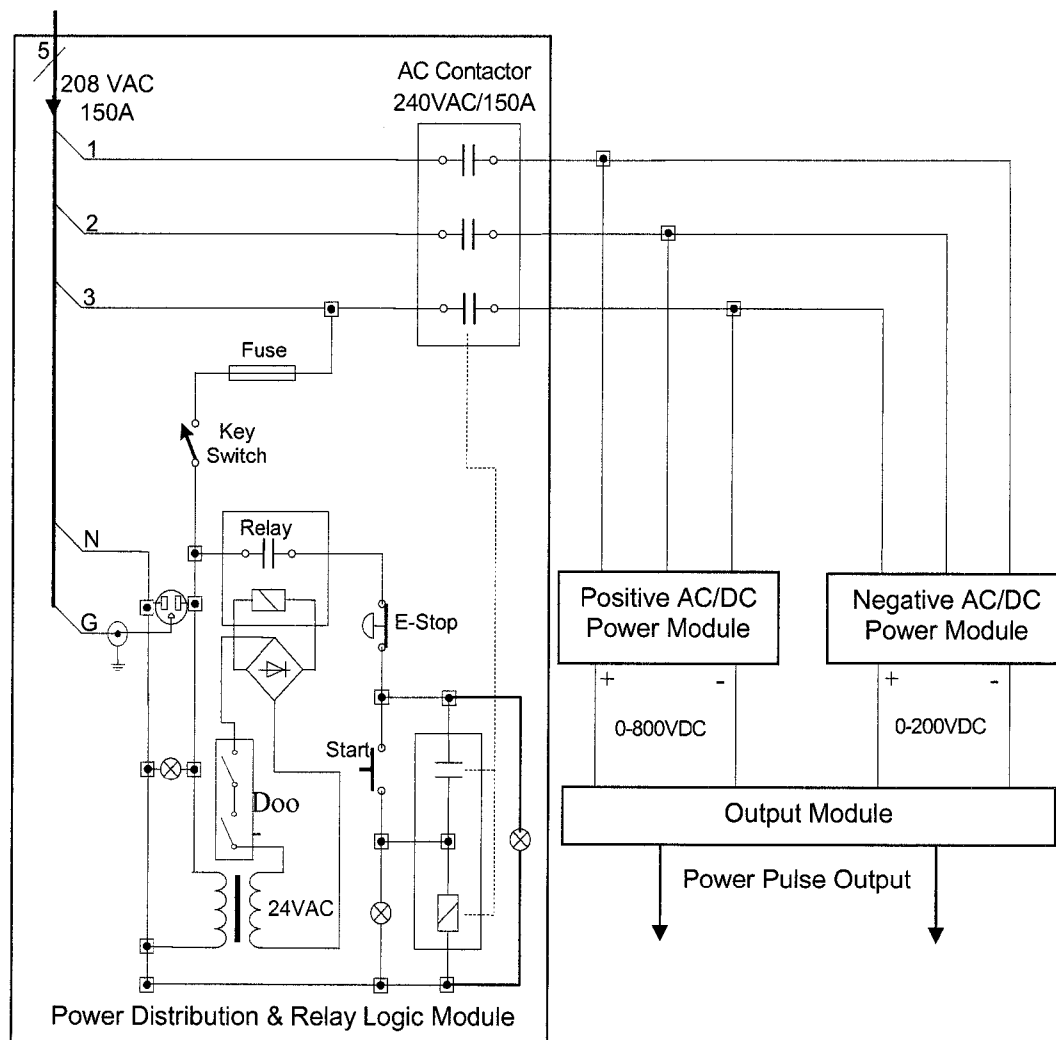 5
208 VAC
150A
AC Contactor
240VAC/150A
1
2
3
Fuse
Key
Switch
N
Relay
G
E-Stop
Positive AC/DC
Power Module
Negative AC/DC
Power Module
+
-
+
-
0-800VDC
0-200VDC
Start
Doo
-
Output Module
24VAC
Power Pulse Output
Power Distribution & Relay Logic Module